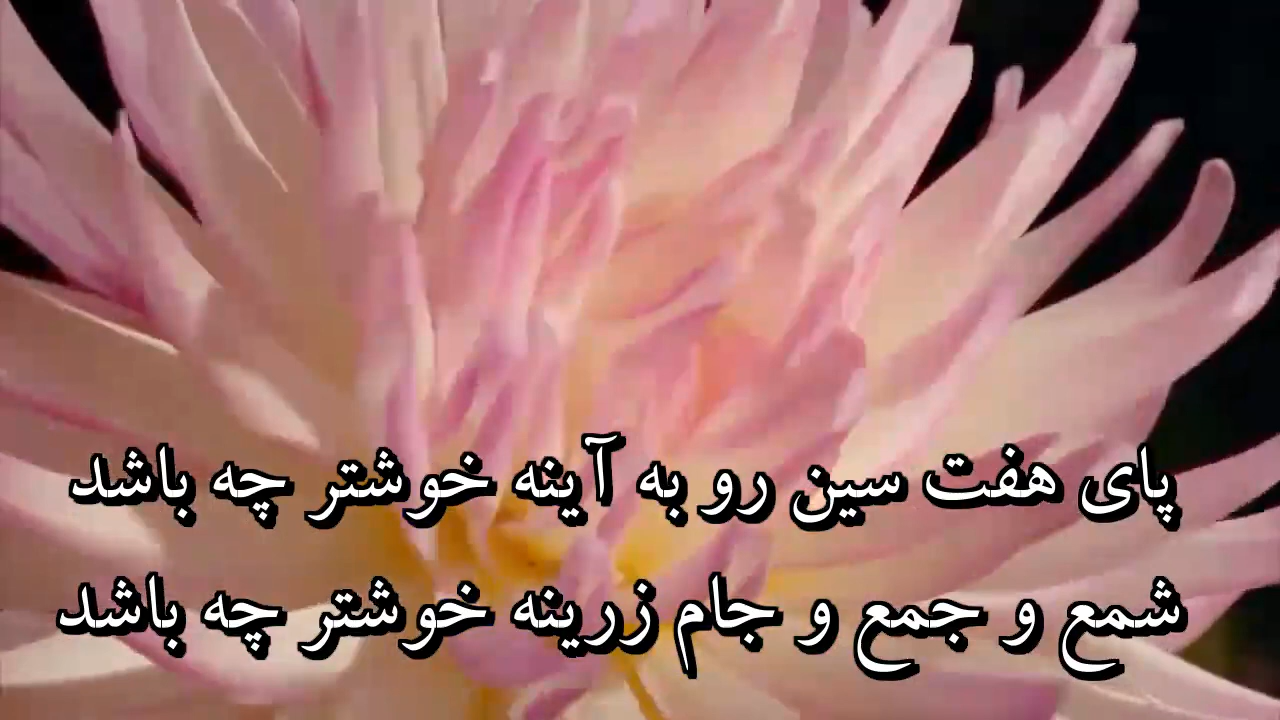 پای هفت سین رو به آینه خوشتر چه باشد
شمع و جمع و جام زرینه خوشتر چه باشد